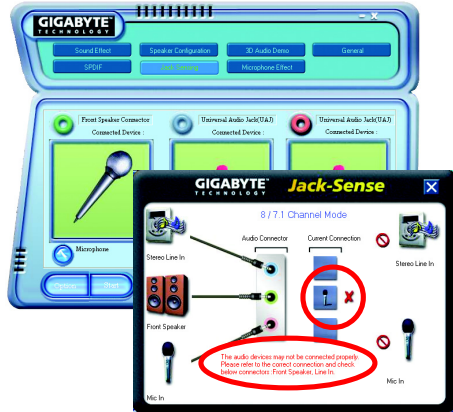 GIGABYTE™
TECHNOLOGY
Sound Effect
Speaker Configuration
3D Audio Demo
General
SPDIF
Jack Sensing
Microphone Effect
Front Speaker Connector
Connected Device :
Universal Audio Jack(UAJ)
Connected Device :
Universal Audio Jack(UAJ)
Connected Device :
Microphone
Option
Start
GIGABYTE™
TECHNOLOGY
Jack-Sense
8 / 7.1 Channel Mode
Audio Connector
Current Connection
Stereo Line In
Stereo Line In
Front Speaker
The audio devices may not be connected properly.
Please refer to the correct connection and check
below connectors :Front Speaker, Line In.
Mic In
Mic In